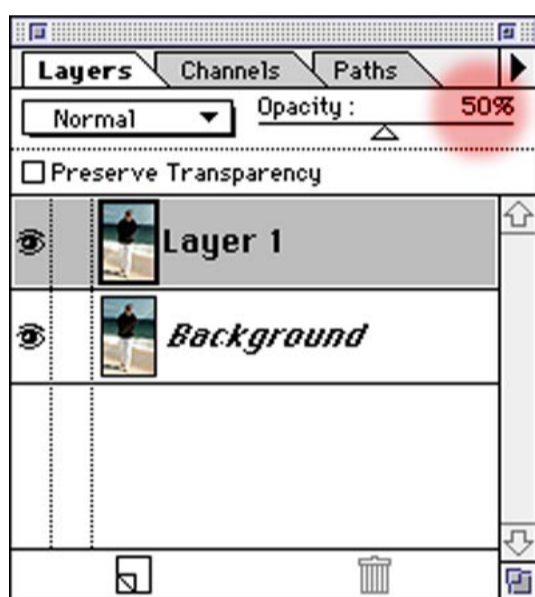 Layers Channels Paths
Normal Opacity : 50%
Preserve Transparency
Layer 1
Background